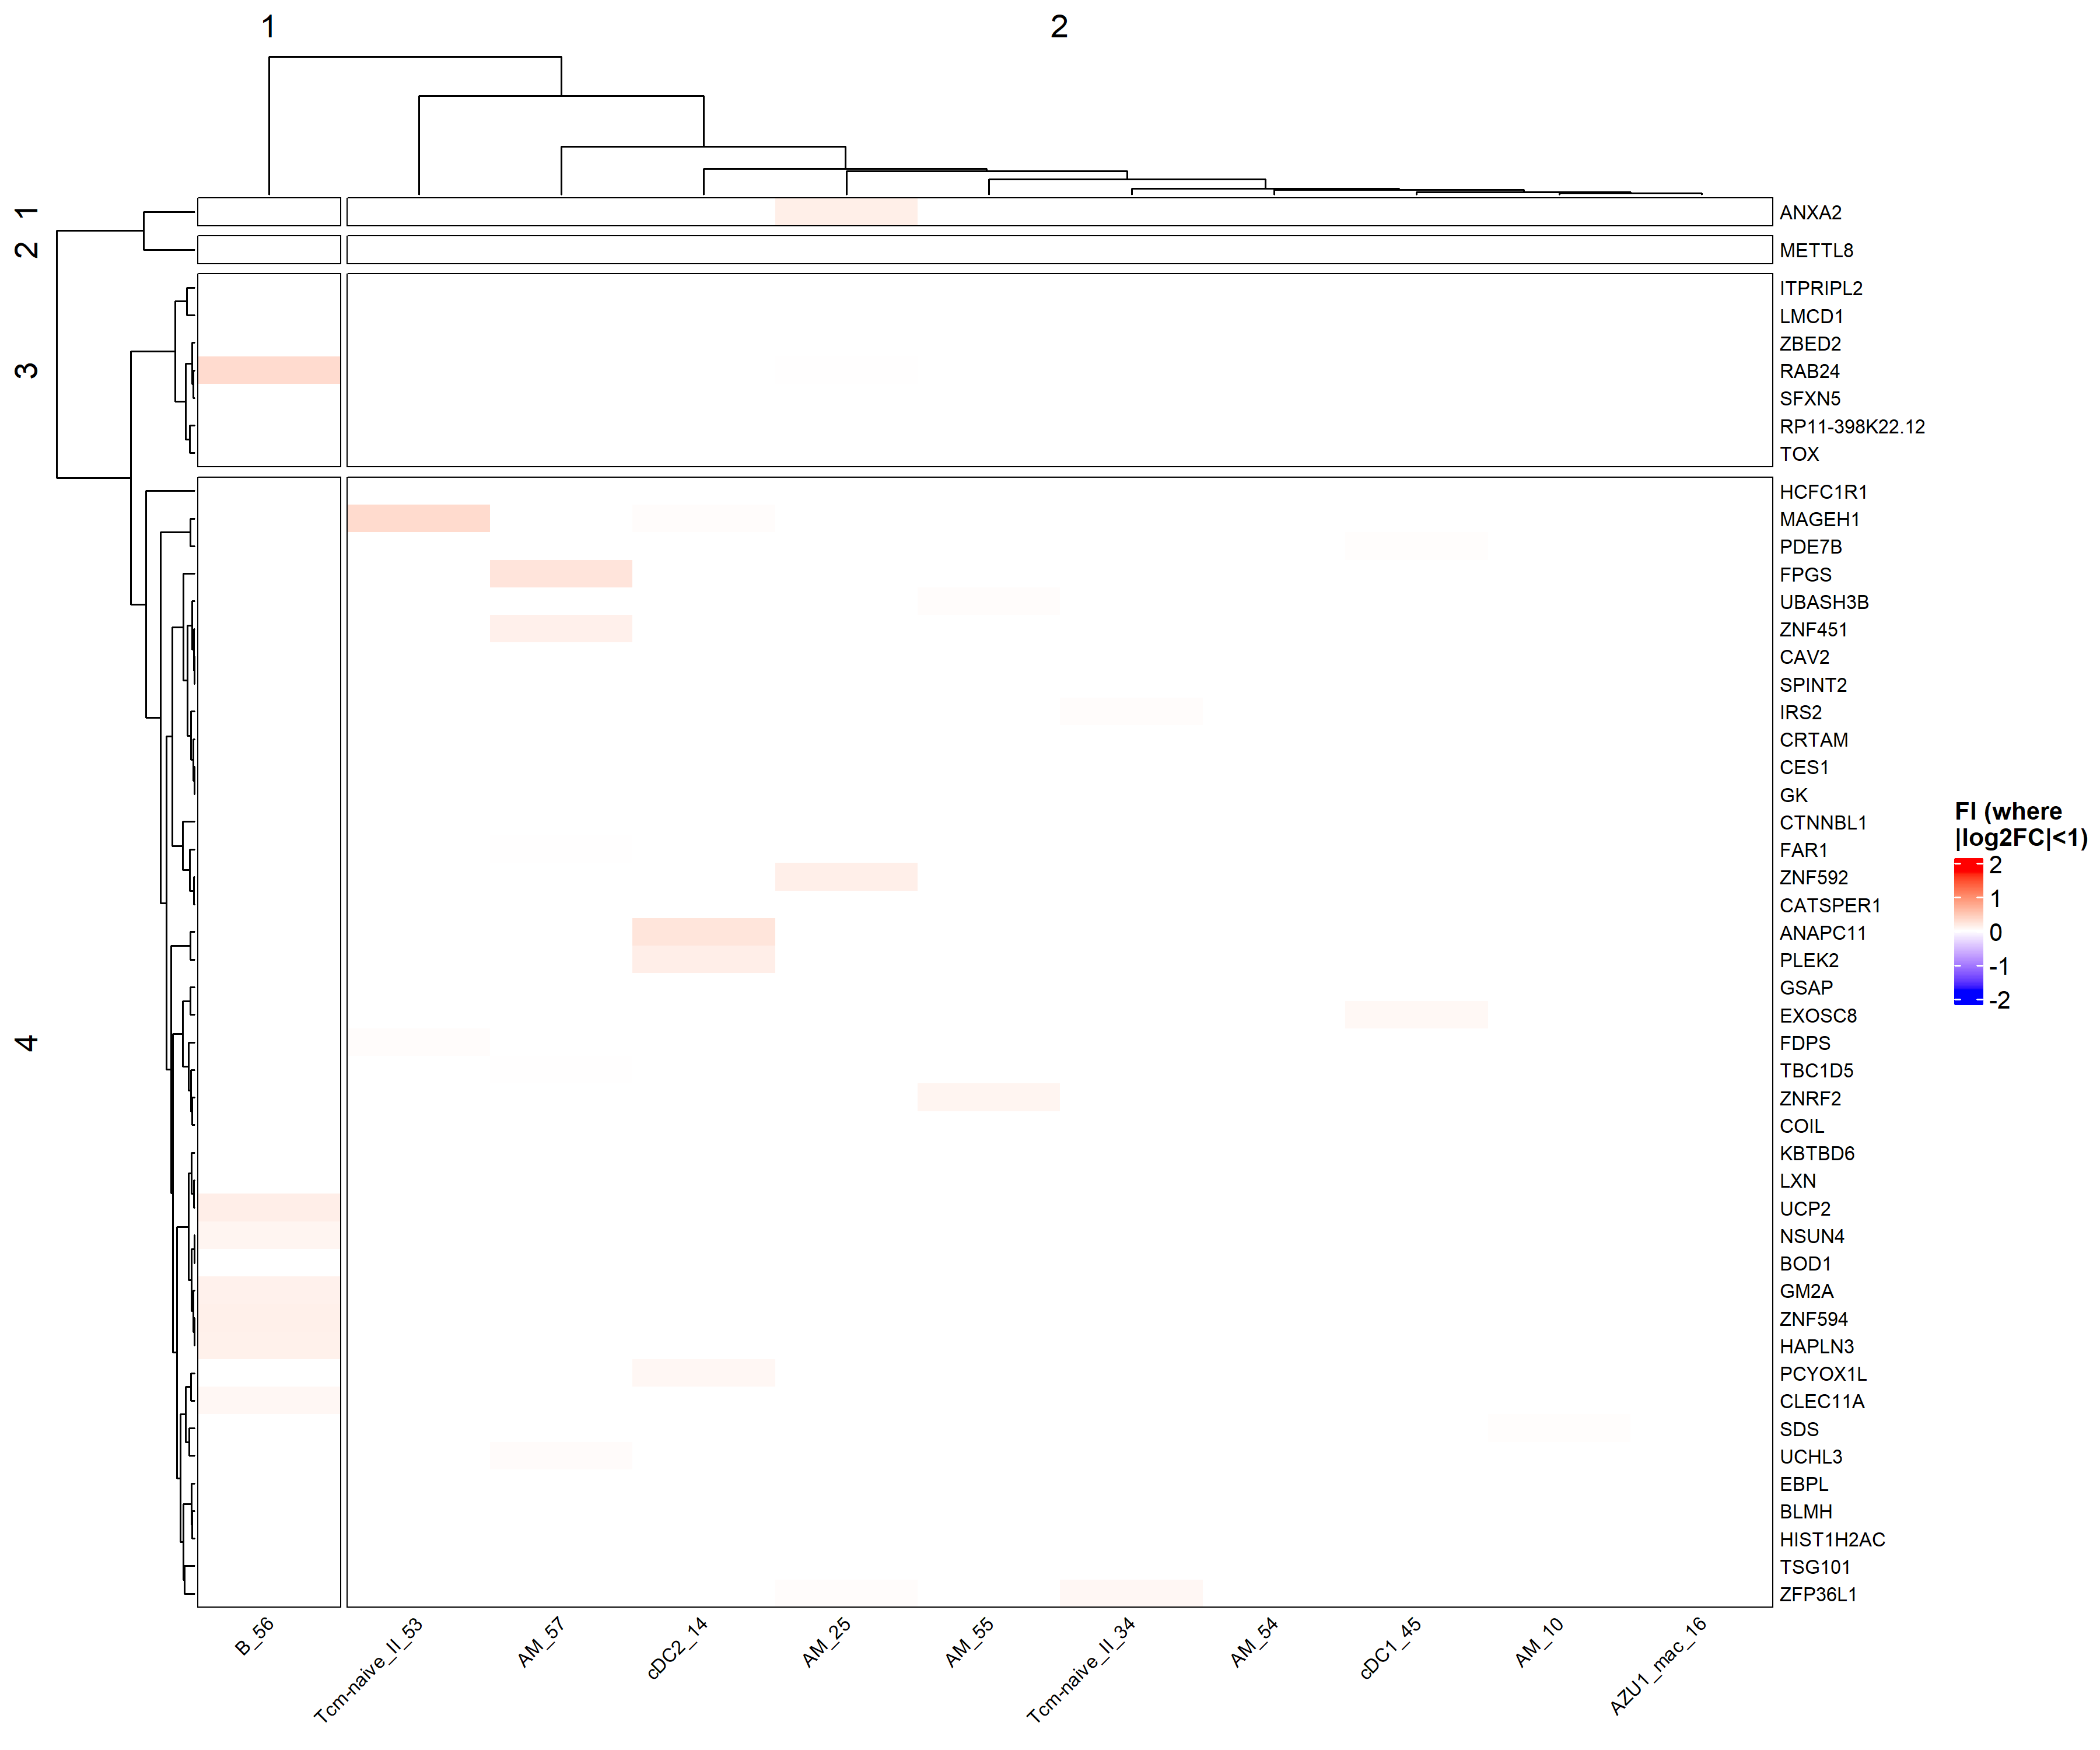 1
2
1
2
3
4
ANXA2
METTL8
ITPRIPL2
LMCD1
ZBED2
RAB24
SFXN5
RP11-398K22.12
TOX
HCFC1R1
MAGEH1
PDE7B
FPGS
UBASH3B
ZNF451
CAV2
SPINT2
IRS2
CRTAM
CES1
GK
CTNNBL1
FAR1
ZNF592
CATSPER1
ANAPC11
PLEK2
GSAP
EXOSC8
FDPS
TBC1D5
ZNRF2
COIL
KBTBD6
LXN
UCP2
NSUN4
BOD1
GM2A
ZNF594
HAPLN3
PCYOX1L
CLEC11A
SDS
UCHL3
EBPL
BLMH
HIST1H2AC
TSG101
ZFP36L1
B_56
Tcm-naive_II_53
AM_57
cDC2_14
AM_25
AM_55
Tcm-naive_II_34
AM_54
cDC1_45
AM_10
AZU1_mac_16
FI (where
|log2FC|<1)
2
1
0
-1
-2